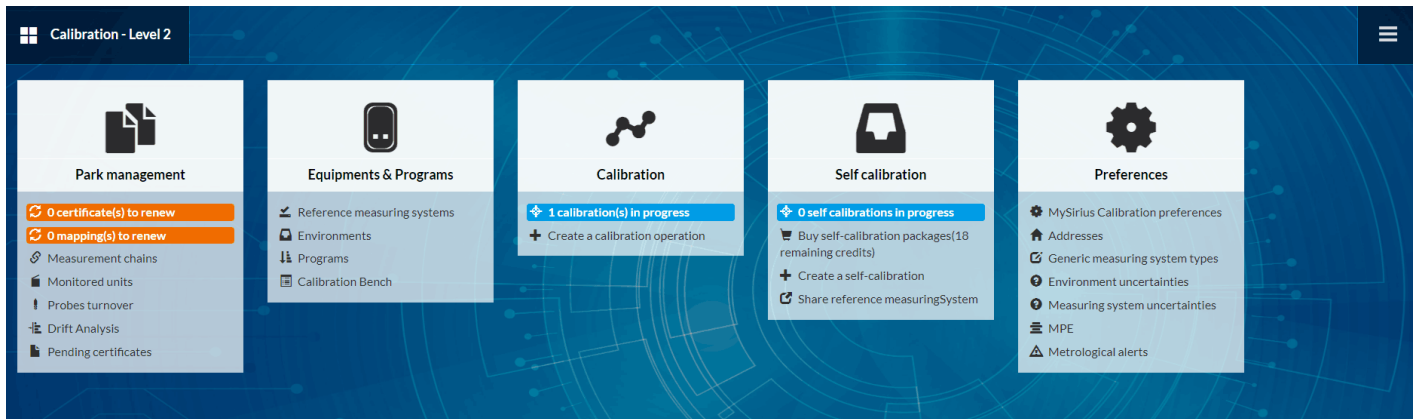 Calibration - Level 2
Park management
0 certificate(s) to renew
0 mapping(s) to renew
Measurement chains
Monitored units
Probes turnover
Drift Analysis
Pending certificates
Equipments & Programs
Reference measuring systems
Environments
Programs
Calibration Bench
Calibration
1 calibration(s) in progress
Create a calibration operation
Self calibration
0 self calibrations in progress
Buy self-calibration packages(18
remaining credits)
Create a self-calibration
Share reference measuringSystem
Preferences
MySirius Calibration preferences
Addresses
Generic measuring system types
Environment uncertainties
Measuring system uncertainties
MPE
Metrological alerts